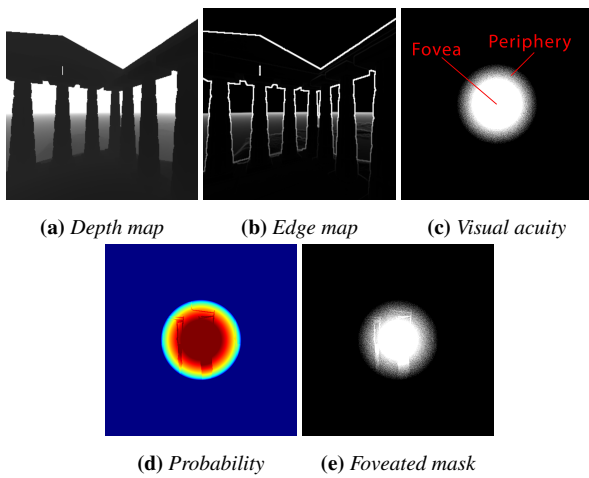 Fovea
Periphery
(a) Depth map
(b) Edge map
(c) Visual acuity
(d) Probability
(e) Foveated mask